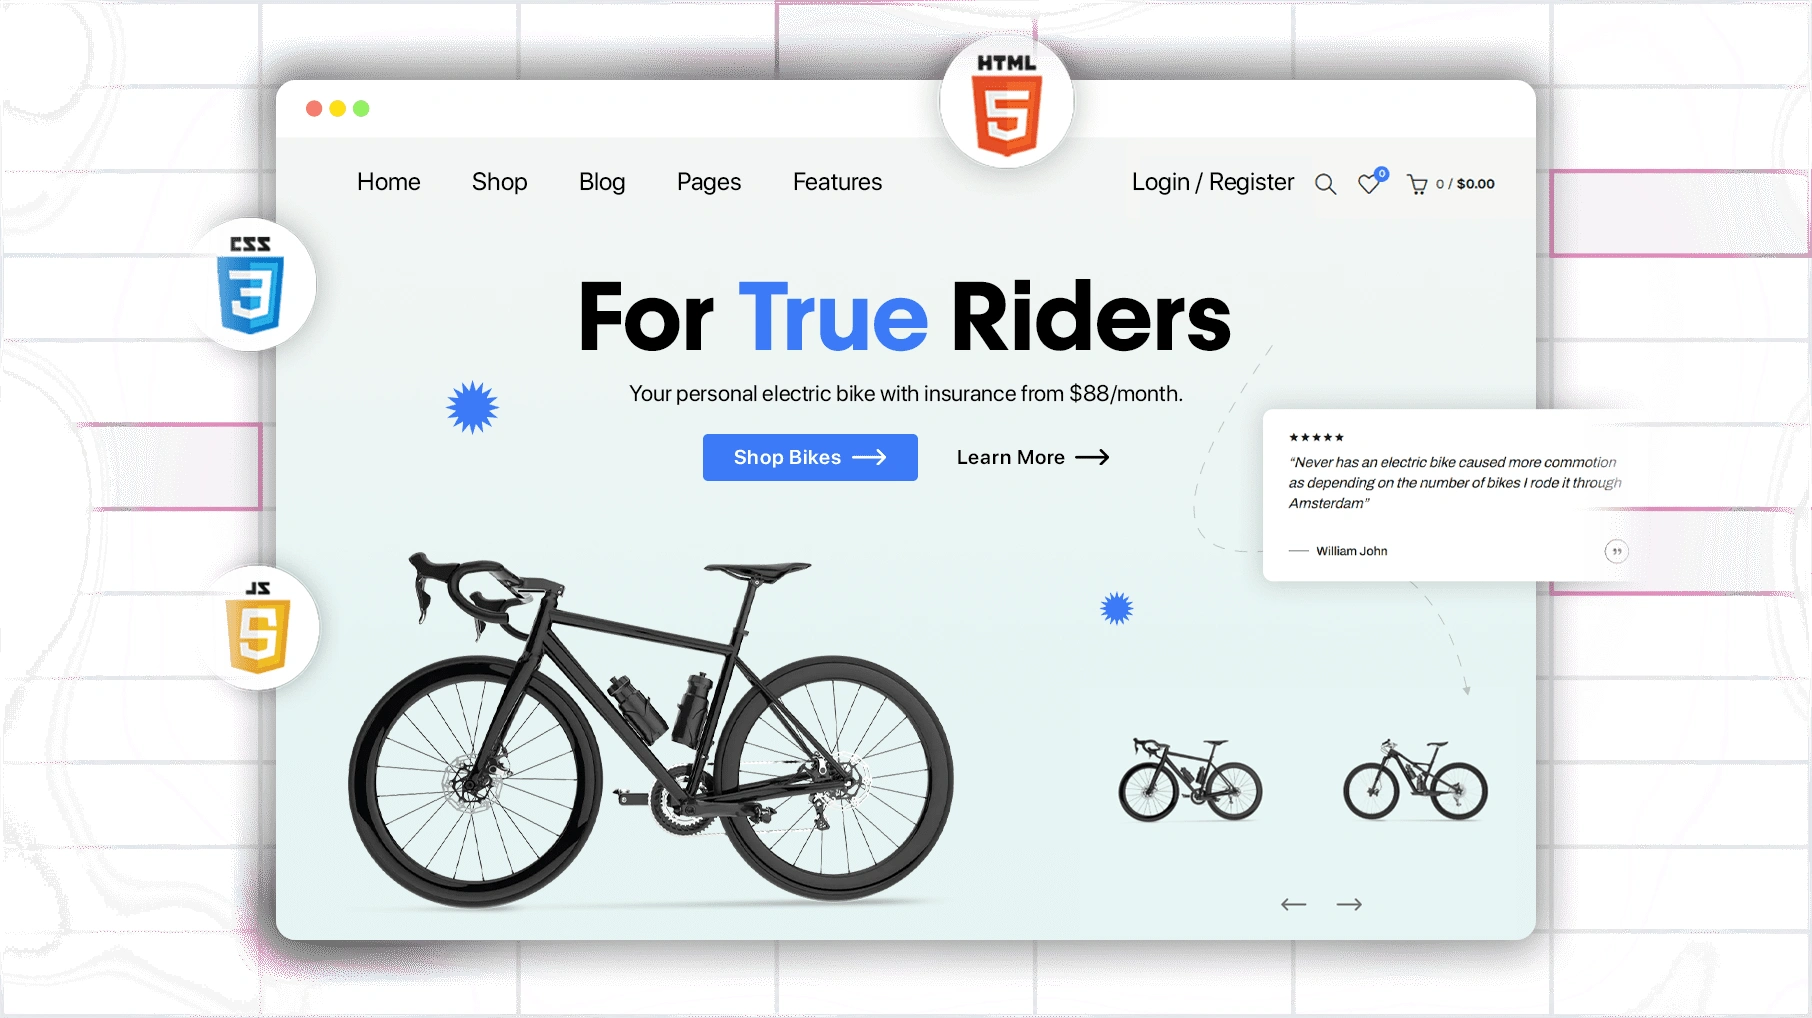 HTML
5
Home Shop Blog Pages Features Login / Register 0 0 / $0.00
CSS
3
For True Riders
Your personal electric bike with insurance from $88/month.
Shop Bikes Learn More
★★★★★
“Never has an electric bike caused more commotion
as depending on the number of bikes I rode it through
Amsterdam”
William John
JS
5